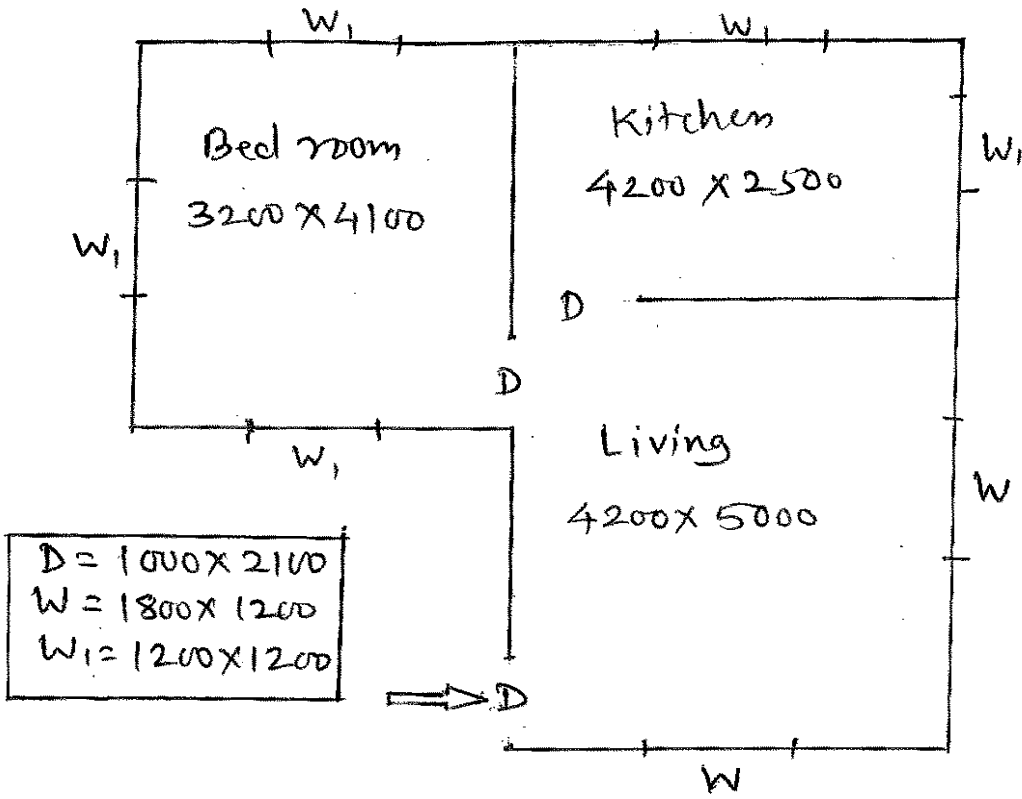 W₁
W₁
Bed room
3200 X 4100
Kitchen
4200 X 2500
W₁
W₁
D
D
W₁
Living
4200 X 5000
W
D = 1000 X 2100
W = 1800 X 1200
W₁ = 1200 X 1200
D
W